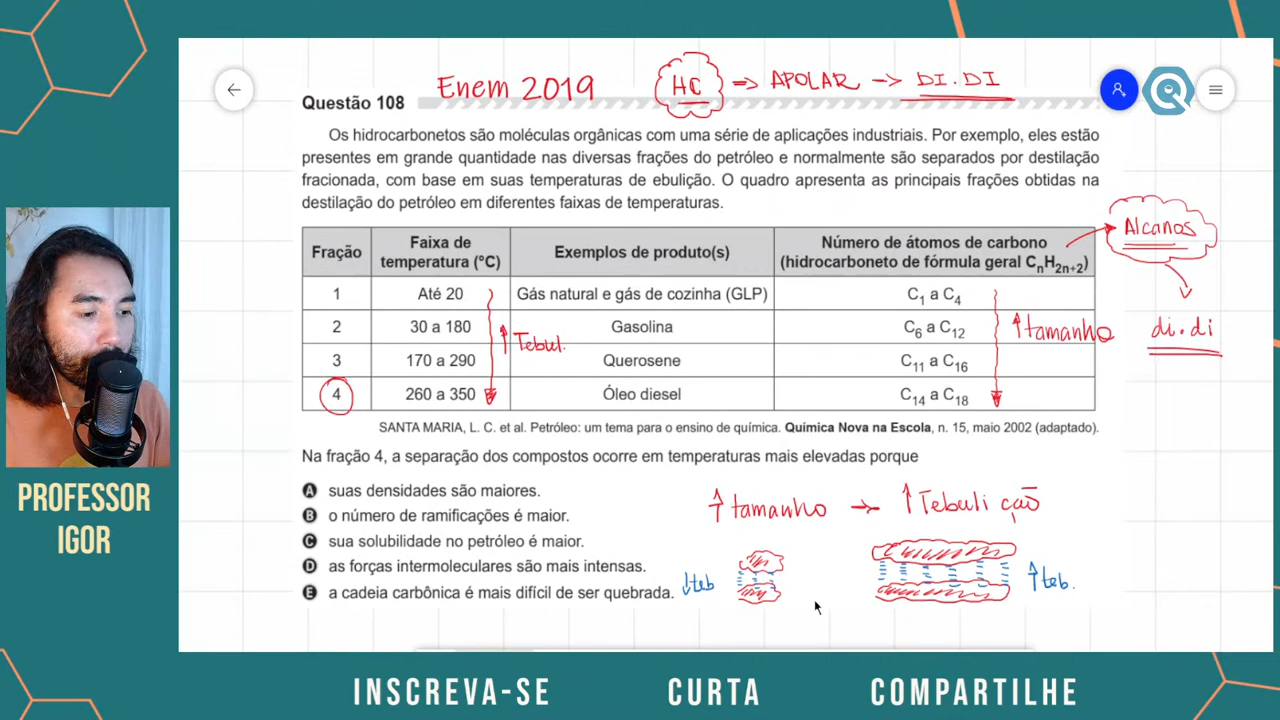 Enem 2019
HC => APOLAR -> DI.DI
Questão 108
Os hidrocarbonetos são moléculas orgânicas com uma série de aplicações industriais. Por exemplo, eles estão
presentes em grande quantidade nas diversas frações do petróleo e normalmente são separados por destilação
fracionada, com base em suas temperaturas de ebulição. O quadro apresenta as principais frações obtidas na
destilação do petróleo em diferentes faixas de temperaturas.
Fração
Faixa de
temperatura (°C)
Exemplos de produto(s)
Número de átomos de carbono
(hidrocarboneto de fórmula geral CnH2n+2)
Alcanos
di.di
1 Até 20 Gás natural e gás de cozinha (GLP) C1 a C4
2 30 a 180 Gasolina C6 a C12
3 170 a 290 Querosene C11 a C16
4 260 a 350 Óleo diesel C14 a C18
↑ Tebul.
↑ tamanho
SANTA MARIA, L. C. et al. Petróleo: um tema para o ensino de química. Química Nova na Escola, n. 15, maio 2002 (adaptado).
Na fração 4, a separação dos compostos ocorre em temperaturas mais elevadas porque
A suas densidades são maiores.
B o número de ramificações é maior.
C sua solubilidade no petróleo é maior.
D as forças intermoleculares são mais intensas.
E a cadeia carbônica é mais difícil de ser quebrada.
↑ tamanho -> ↑ Tebulição
↓ teb
↑ teb.
PROFESSOR
IGOR
INSCREVA-SE CURTA COMPARTILHE